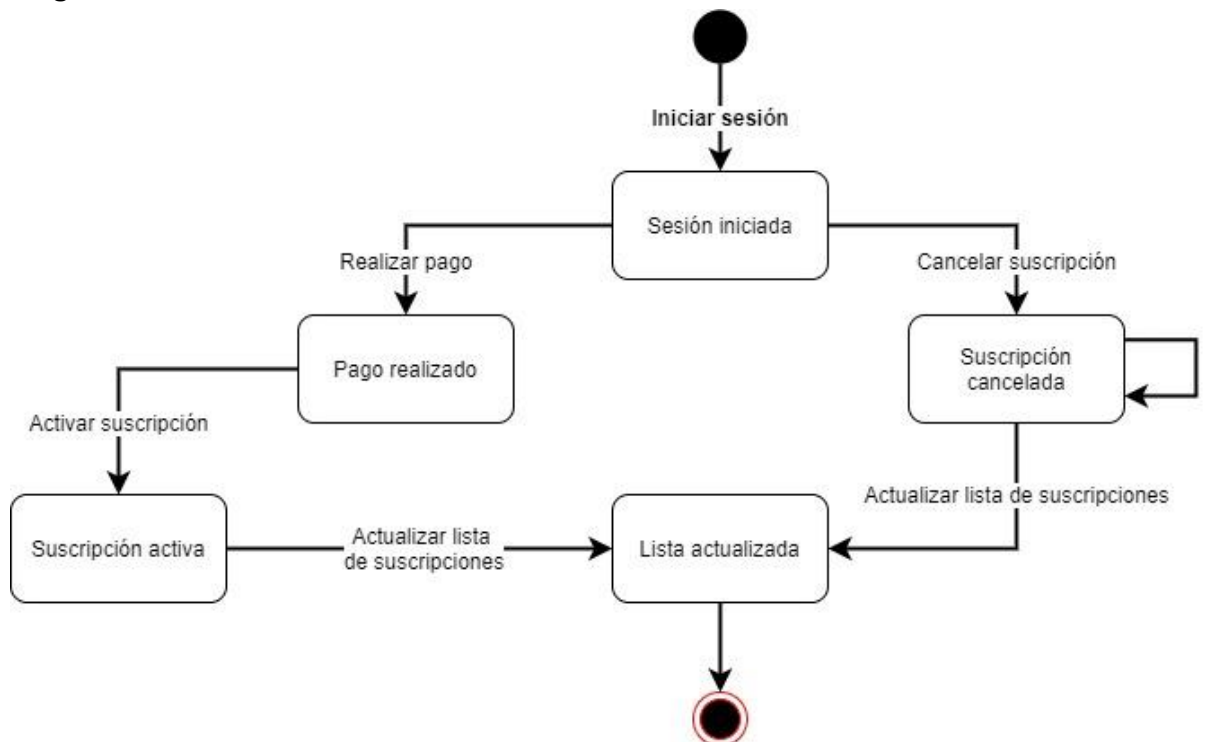 Iniciar sesión
Sesión iniciada
Realizar pago
Cancelar suscripción
Pago realizado
Suscripción
cancelada
Activar suscripción
Actualizar lista de suscripciones
Suscripción activa
Actualizar lista
de suscripciones
Lista actualizada